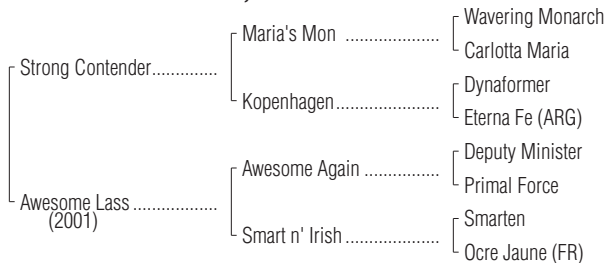 Wavering Monarch
Maria's Mon ..................
Carlotta Maria
Strong Contender..............
Dynaformer
Kopenhagen....................
Eterna Fe (ARG)
Deputy Minister
Awesome Again ................
Primal Force
Awesome Lass ..................
(2001)
Smarten
Smart n' Irish ..................
Ocre Jaune (FR)